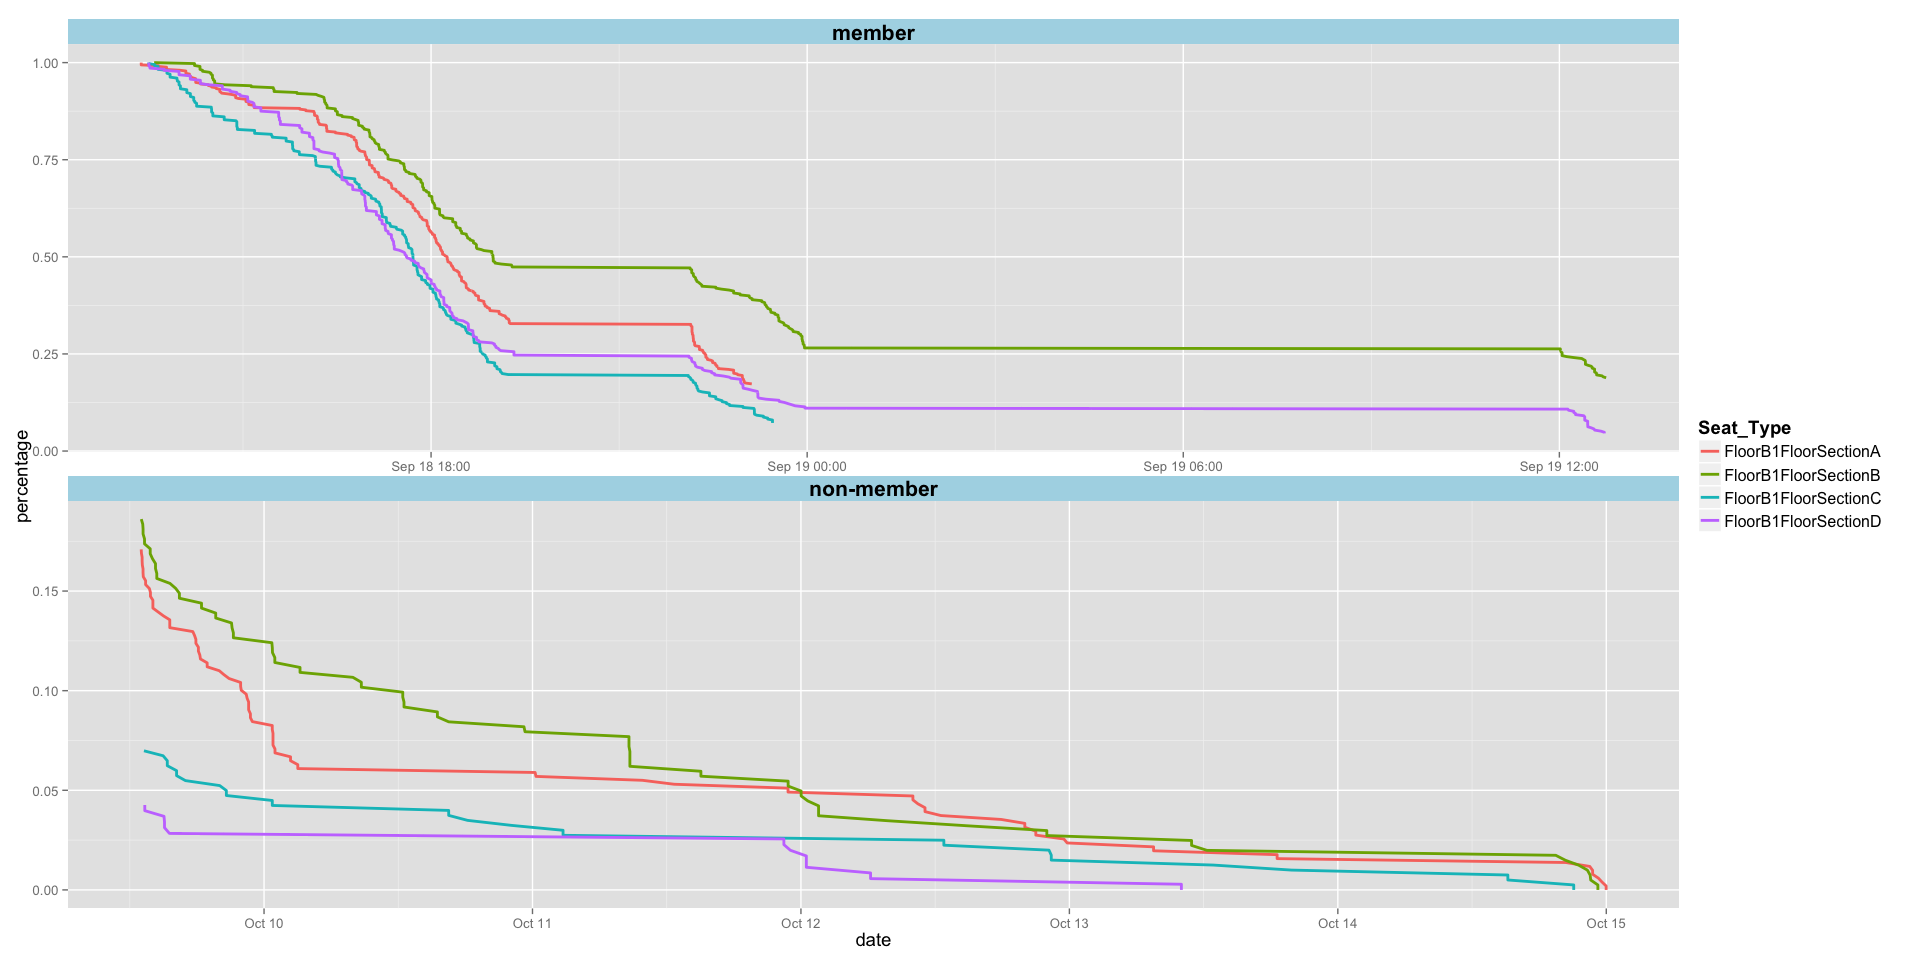 member
1.00
0.75
0.50
0.25
0.00
Sep 18 18:00
Sep 19 00:00
Sep 19 06:00
Sep 19 12:00
percentage
non-member
0.15
0.10
0.05
0.00
Oct 10
Oct 11
Oct 12
Oct 13
Oct 14
Oct 15
date
Seat_Type
FloorB1FloorSectionA
FloorB1FloorSectionB
FloorB1FloorSectionC
FloorB1FloorSectionD